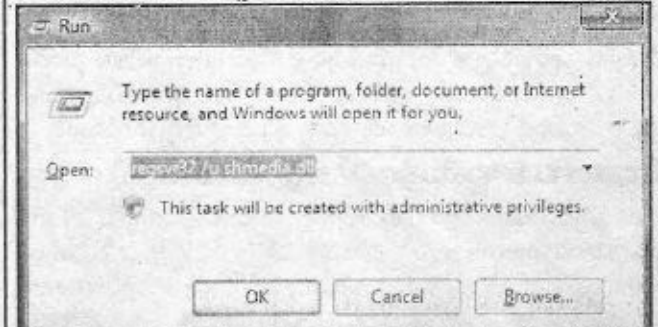 Run
Type the name of a program, folder, document, or Internet
resource, and Windows will open it for you.
Open: regsvr32 /u shmedia.dll
This task will be created with administrative privileges.
OK Cancel Browse...